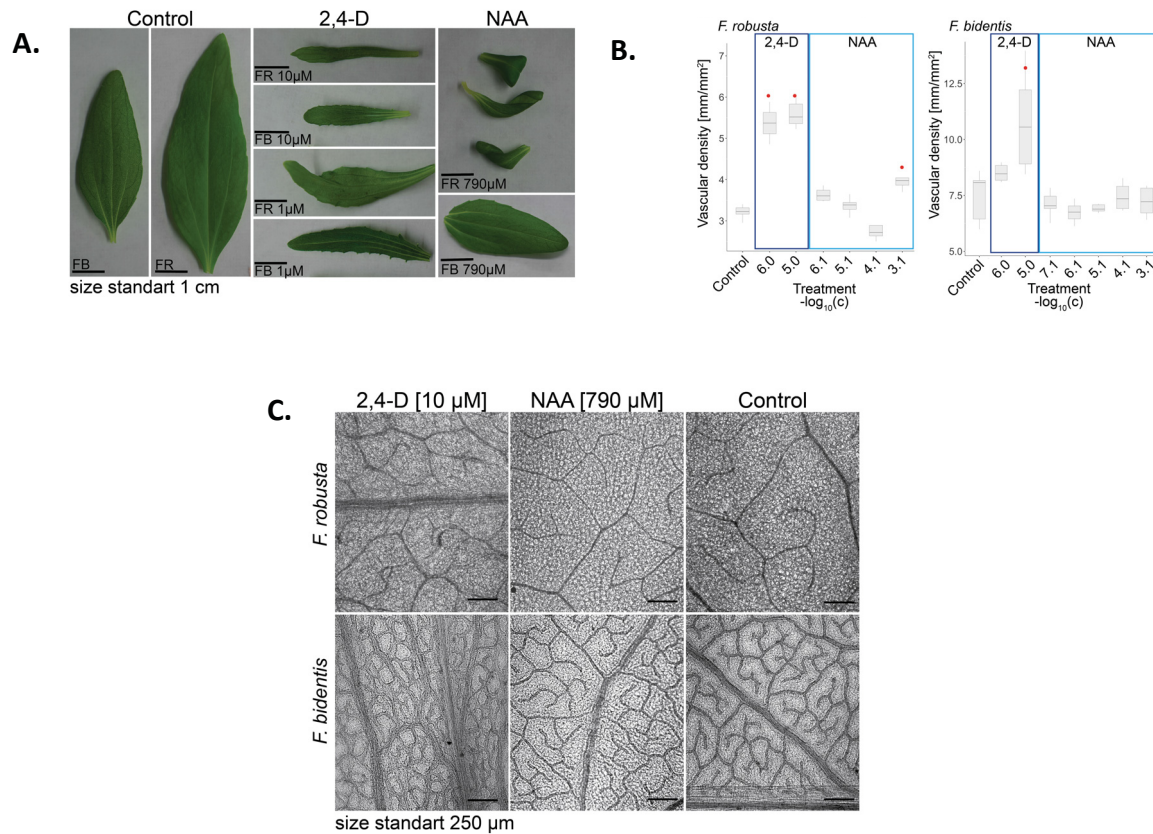 A.
Control
2,4-D
NAA
FB
FR
FR 10µM
FB 10µM
FR 1µM
FB 1µM
FR 790µM
FB 790µM
size standart 1 cm
B.
F. robusta
2,4-D
NAA
Vascular density [mm/mm²]
7
6
5
4
3
Control
6.0
5.0
6.1
5.1
4.1
3.1
Treatment
-log₁₀(c)
F. bidentis
2,4-D
NAA
Vascular density [mm/mm²]
12.5
10.0
7.5
5.0
Control
6.0
5.0
7.1
6.1
5.1
4.1
3.1
Treatment
-log₁₀(c)
C.
2,4-D [10 µM]
NAA [790 µM]
Control
F. robusta
F. bidentis
size standart 250 µm